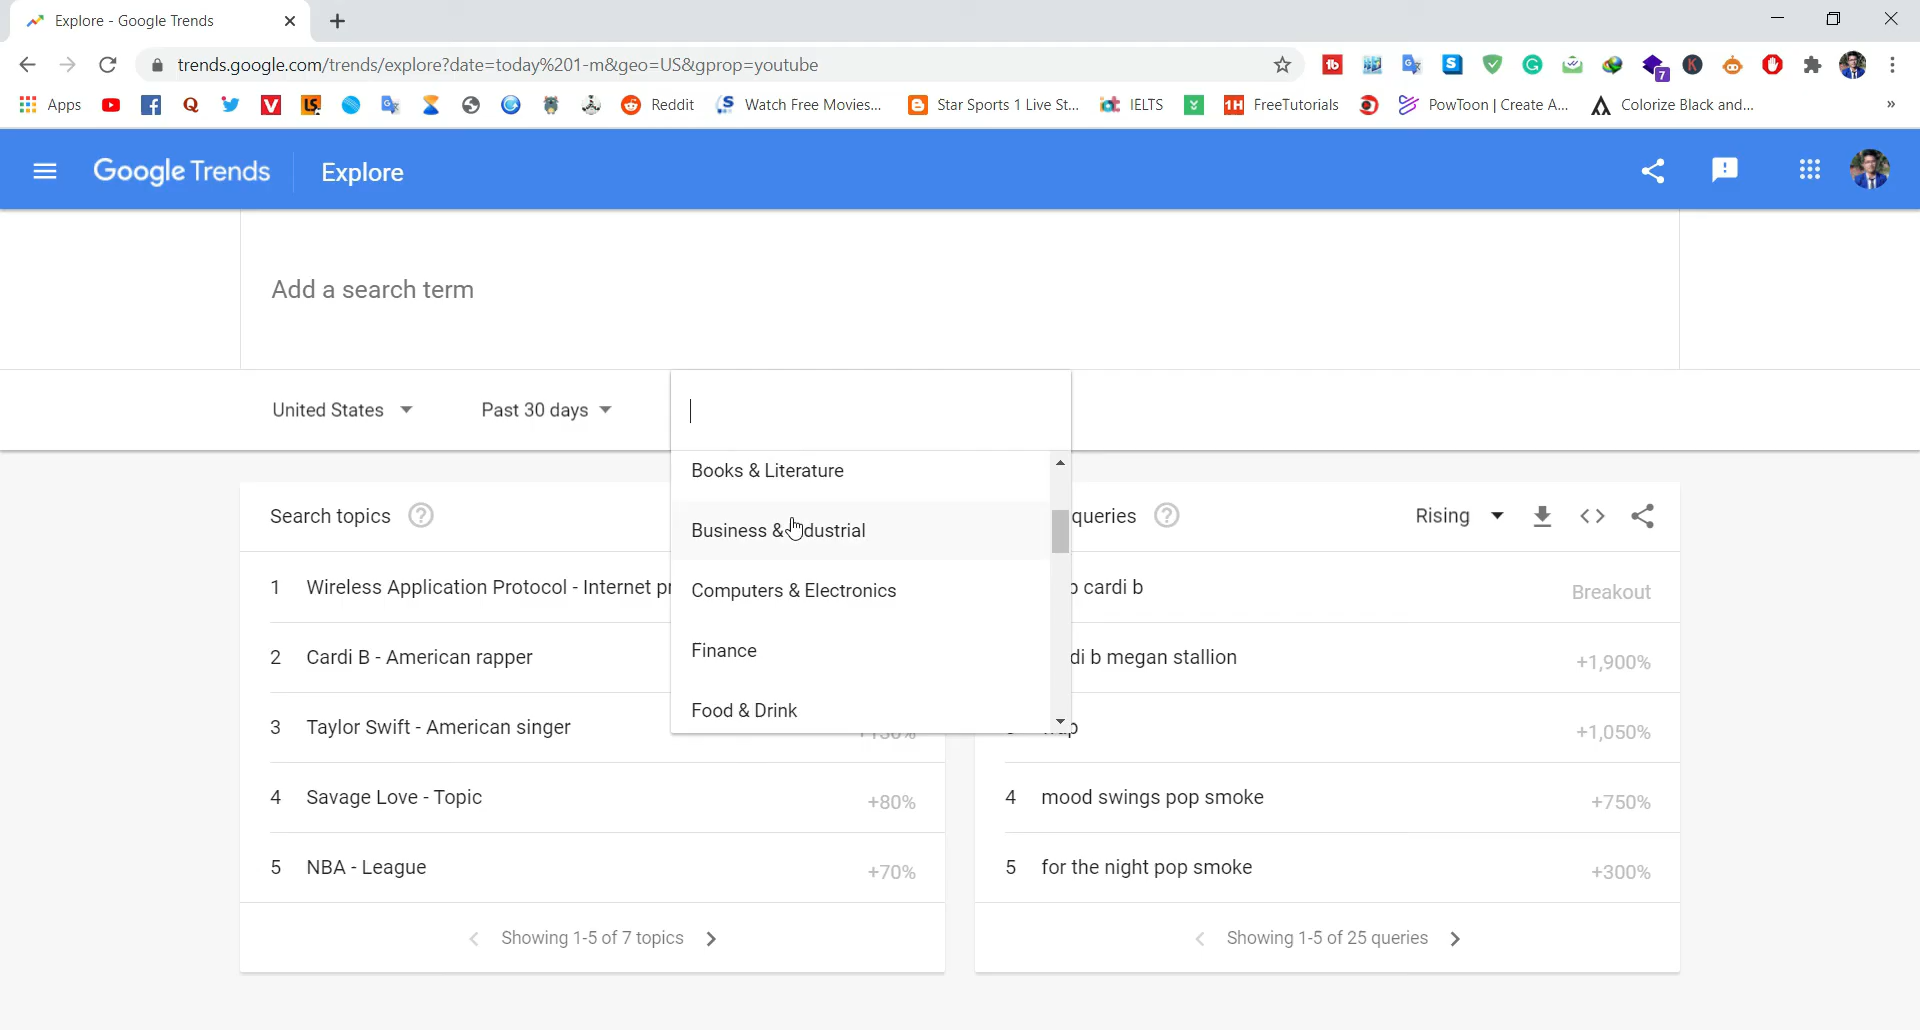 Explore - Google Trends
trends.google.com/trends/explore?date=today%201-m&geo=US&gprop=youtube
7
Apps Reddit Watch Free Movies... Star Sports 1 Live St... IELTS FreeTutorials PowToon | Create A... Colorize Black and... »
Google Trends Explore
Add a search term
United States Past 30 days
Books & Literature
Business & dustrial
Computers & Electronics
Finance
Food & Drink
Search topics ?
1 Wireless Application Protocol - Internet pr
2 Cardi B - American rapper
3 Taylor Swift - American singer
4 Savage Love - Topic +80%
5 NBA - League +70%
Showing 1-5 of 7 topics
queries ? Rising
cardi b Breakout
di b megan stallion +1,900%
+1,050%
4 mood swings pop smoke +750%
5 for the night pop smoke +300%
Showing 1-5 of 25 queries